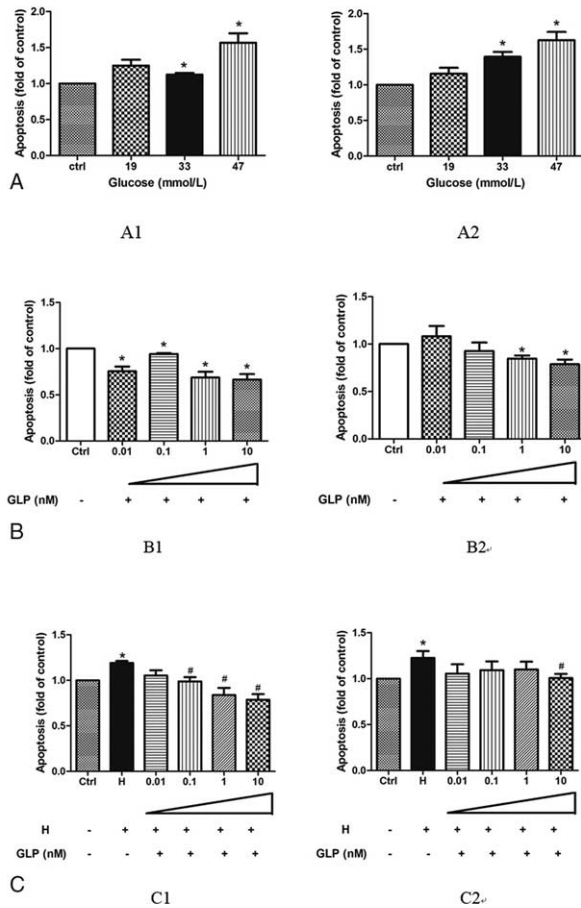 Apoptosis (fold of control)
2.0
1.5
1.0
0.5
0.0
*
*
ctrl 19 33 47
Glucose (mmol/L)
A
A1
Apoptosis (fold of control)
2.0
1.5
1.0
0.5
0.0
*
*
ctrl 19 33 47
Glucose (mmol/L)
A2
Apoptosis (fold of control)
1.5
1.0
0.5
0.0
* * * *
Ctrl 0.01 0.1 1 10
GLP (nM) - + + + +
B
B1
Apoptosis (fold of control)
1.5
1.0
0.5
0.0
* *
Ctrl 0.01 0.1 1 10
GLP (nM) - + + + +
B2
Apoptosis (fold of control)
1.5
1.0
0.5
0.0
* # # #
Ctrl H 0.01 0.1 1 10
H - + + + + +
GLP (nM) - - + + + +
C
C1
Apoptosis (fold of control)
1.5
1.0
0.5
0.0
* #
Ctrl H 0.01 0.1 1 10
H - + + + + +
GLP (nM) - - + + + +
C2